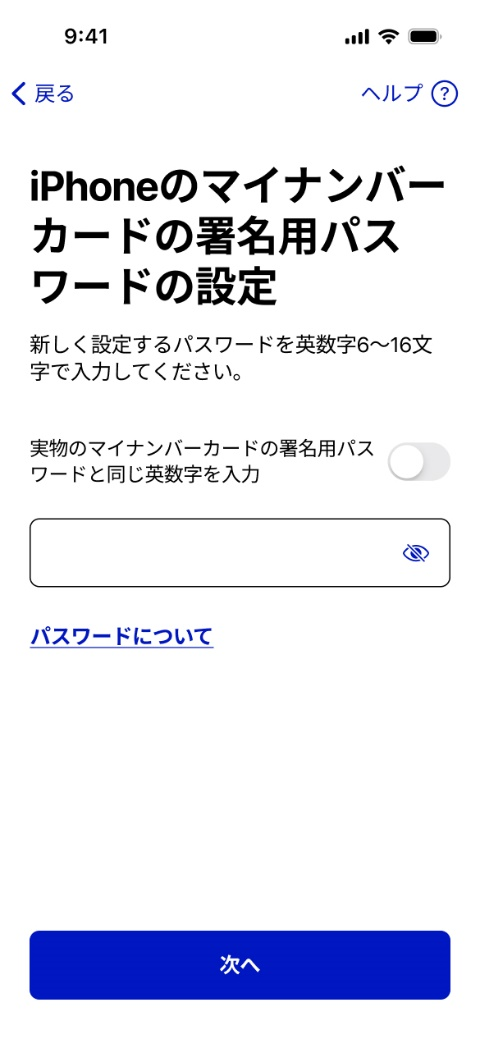 9:41
戻る
ヘルプ ?
iPhoneのマイナンバー
カードの署名用パス
ワードの設定
新しく設定するパスワードを英数字6〜16文
字で入力してください。
実物のマイナンバーカードの署名用パス
ワードと同じ英数字を入力
パスワードについて
次へ